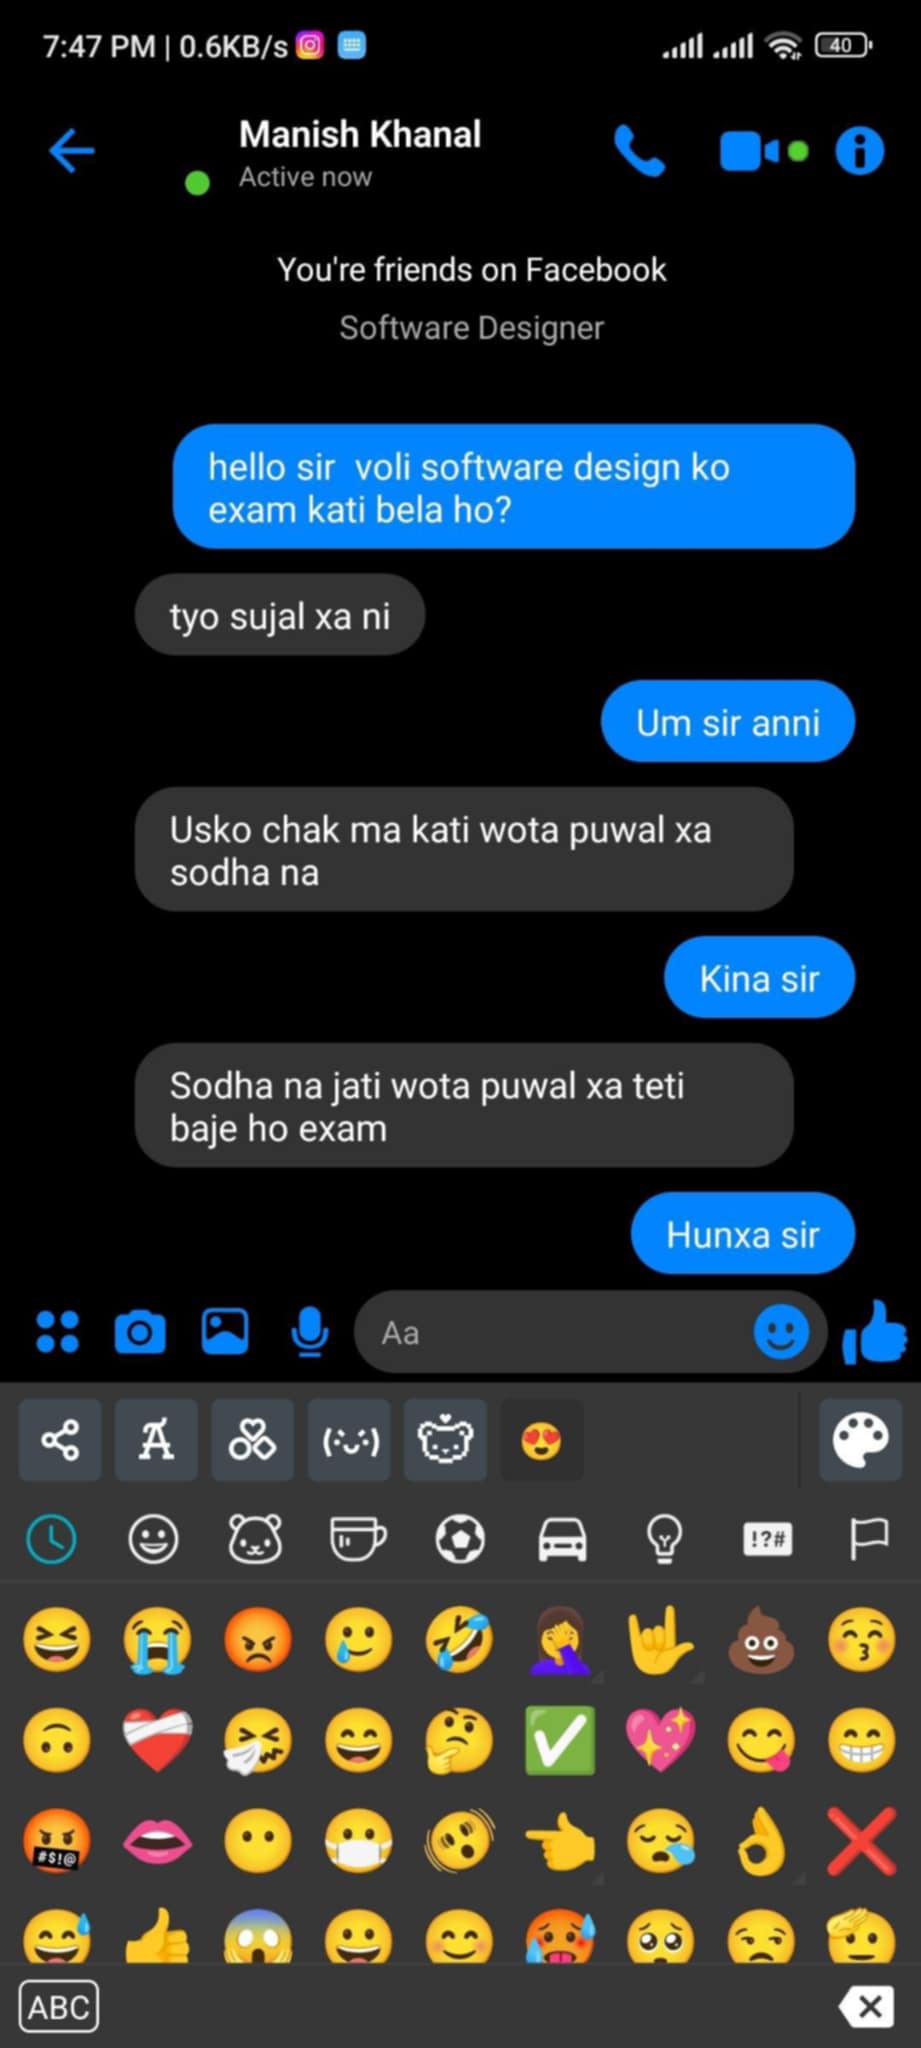 7:47 PM | 0.6KB/s
40
Manish Khanal
Active now
You're friends on Facebook
Software Designer
hello sir  voli software design ko
exam kati bela ho?
tyo sujal xa ni
Um sir anni
Usko chak ma kati wota puwal xa
sodha na
Kina sir
Sodha na jati wota puwal xa teti
baje ho exam
Hunxa sir
Aa
A
!?#
#$!@
ABC